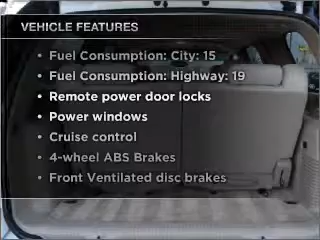 VEHICLE FEATURES
• Fuel Consumption: City: 15
• Fuel Consumption: Highway: 19
• Remote power door locks
• Power windows
• Cruise control
• 4-wheel ABS Brakes
• Front Ventilated disc brakes